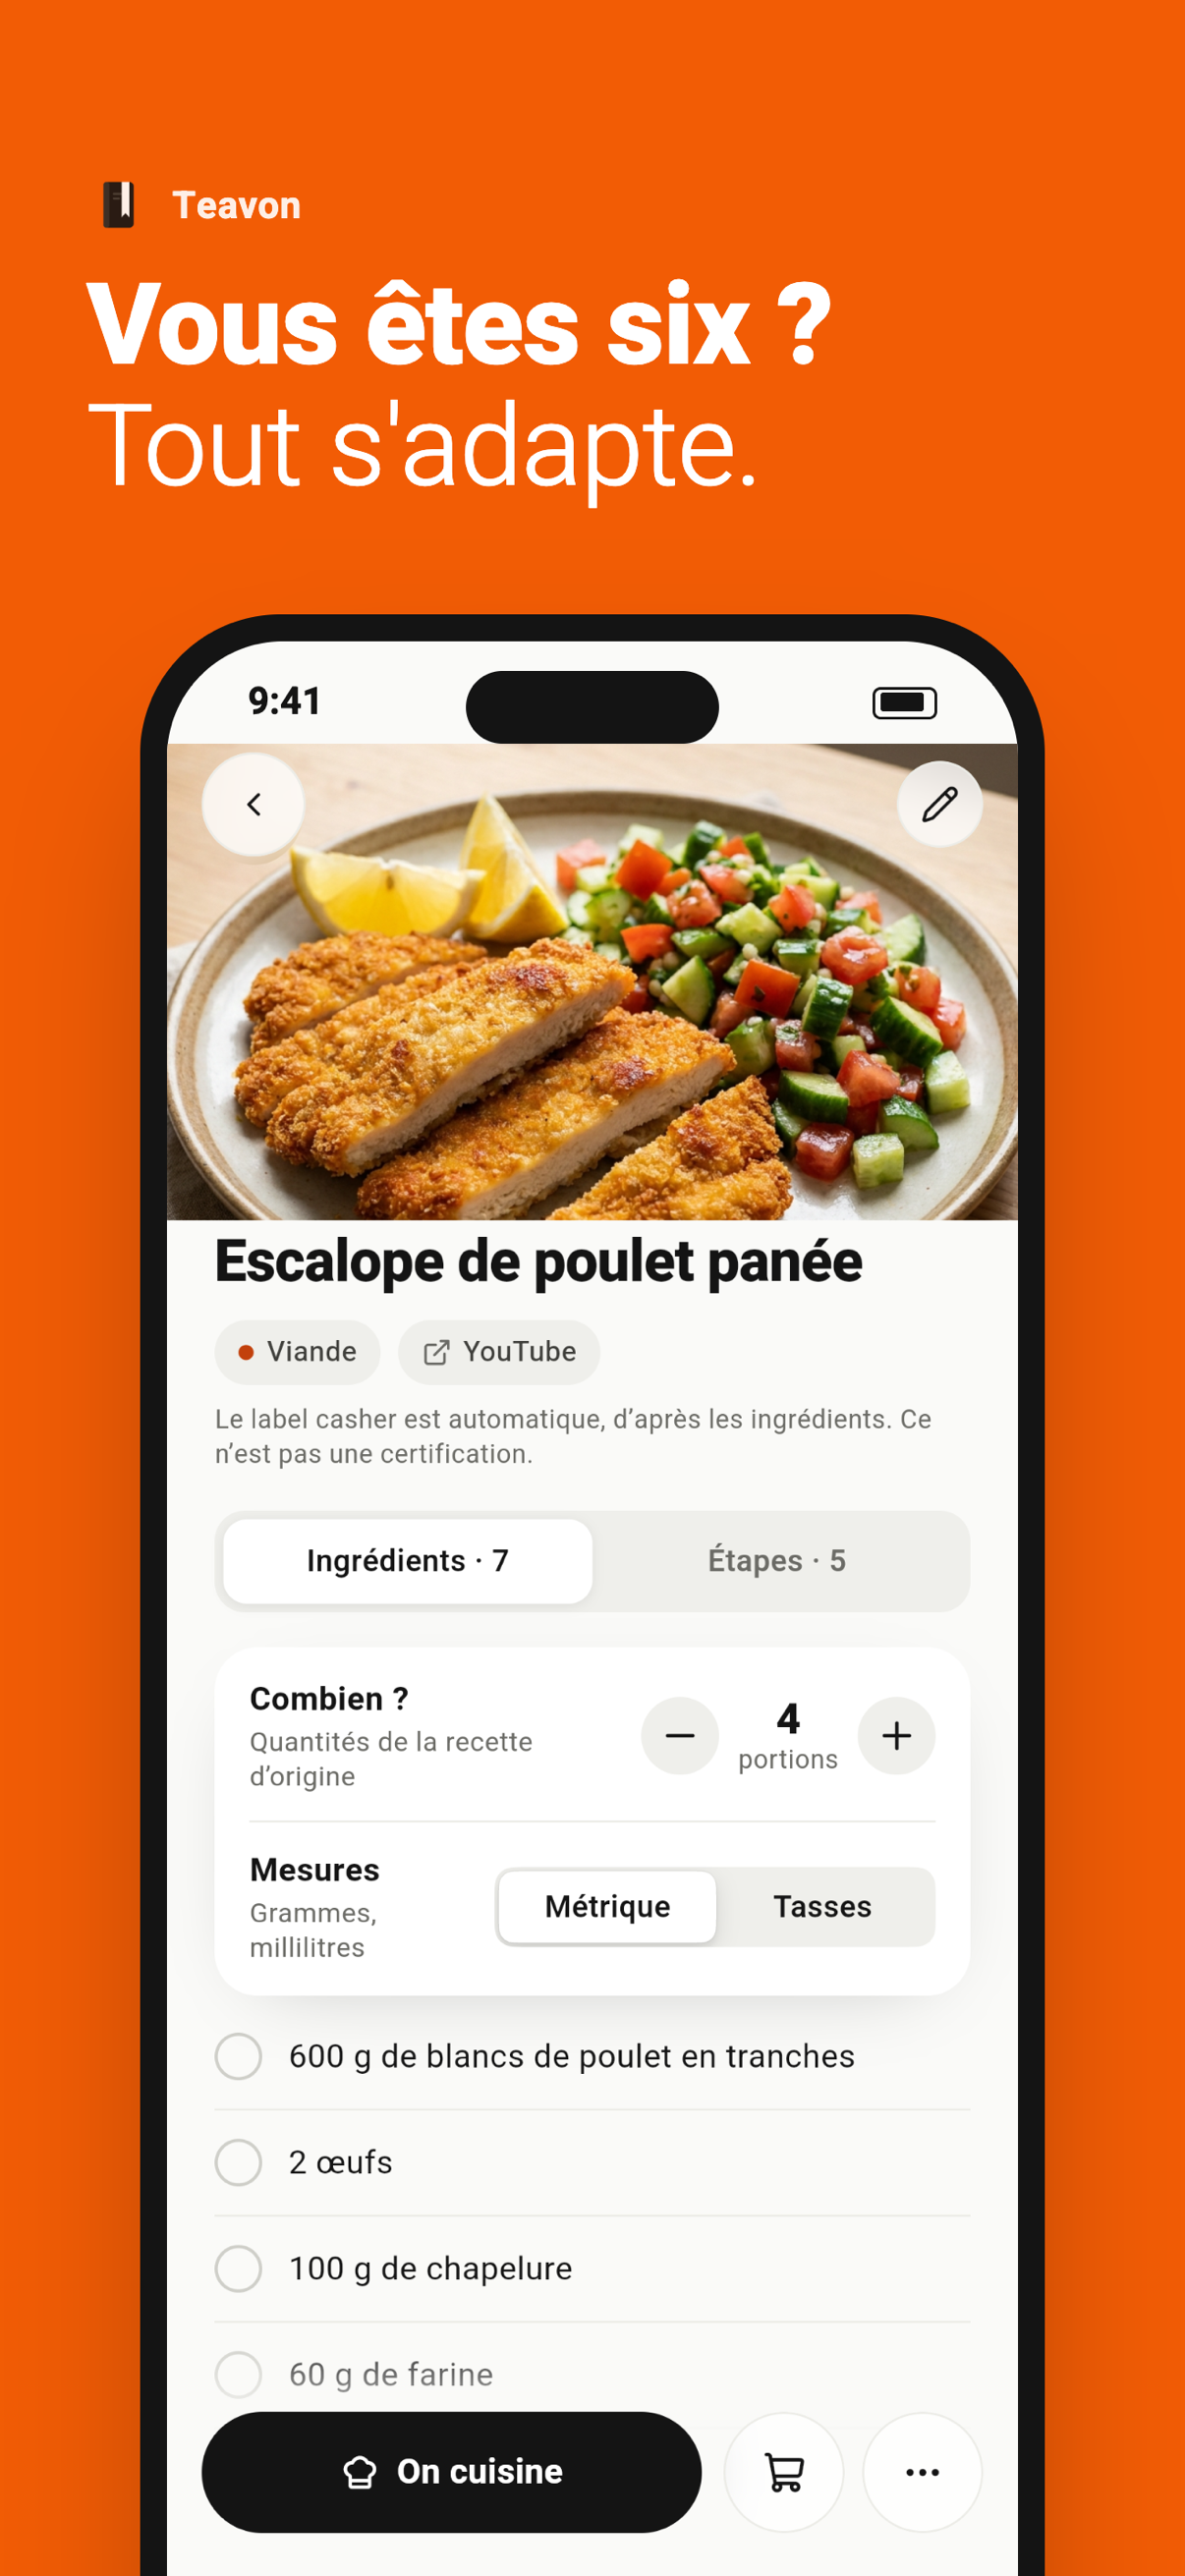 Teavon
Vous êtes six ?
Tout s'adapte.
9:41
Escalope de poulet panée
Viande
YouTube
Le label casher est automatique, d’après les ingrédients. Ce
n’est pas une certification.
Ingrédients · 7
Étapes · 5
Combien ?
Quantités de la recette
d’origine
4
portions
Mesures
Grammes,
millilitres
Métrique
Tasses
600 g de blancs de poulet en tranches
2 œufs
100 g de chapelure
60 g de farine
On cuisine